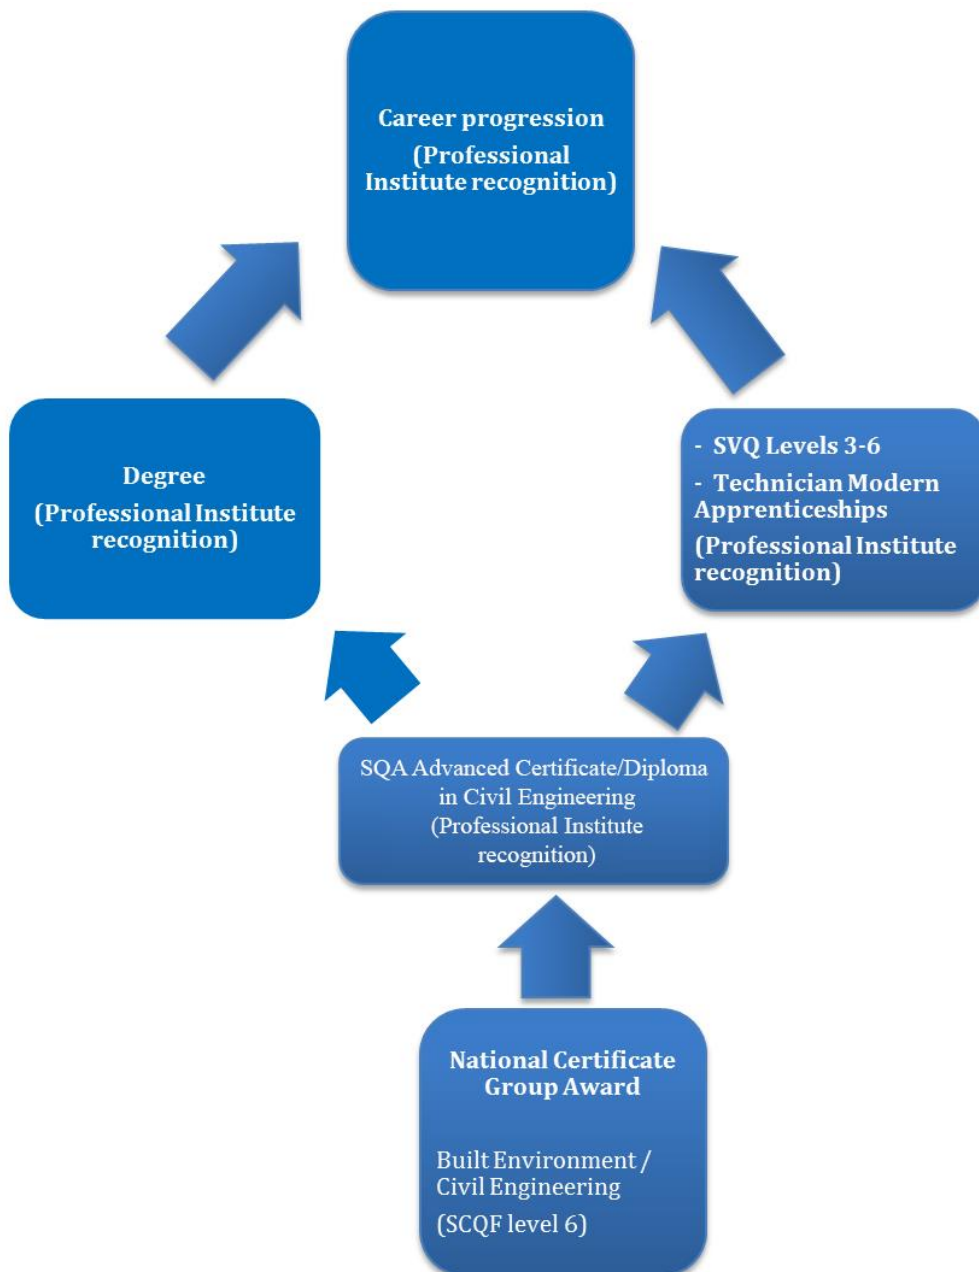 Career progression
(Professional
Institute recognition)
Degree
(Professional Institute
recognition)
- SVQ Levels 3-6
- Technician Modern
Apprenticeships
(Professional Institute
recognition)
SQA Advanced Certificate/Diploma
in Civil Engineering
(Professional Institute
recognition)
National Certificate
Group Award
Built Environment /
Civil Engineering
(SCQF level 6)